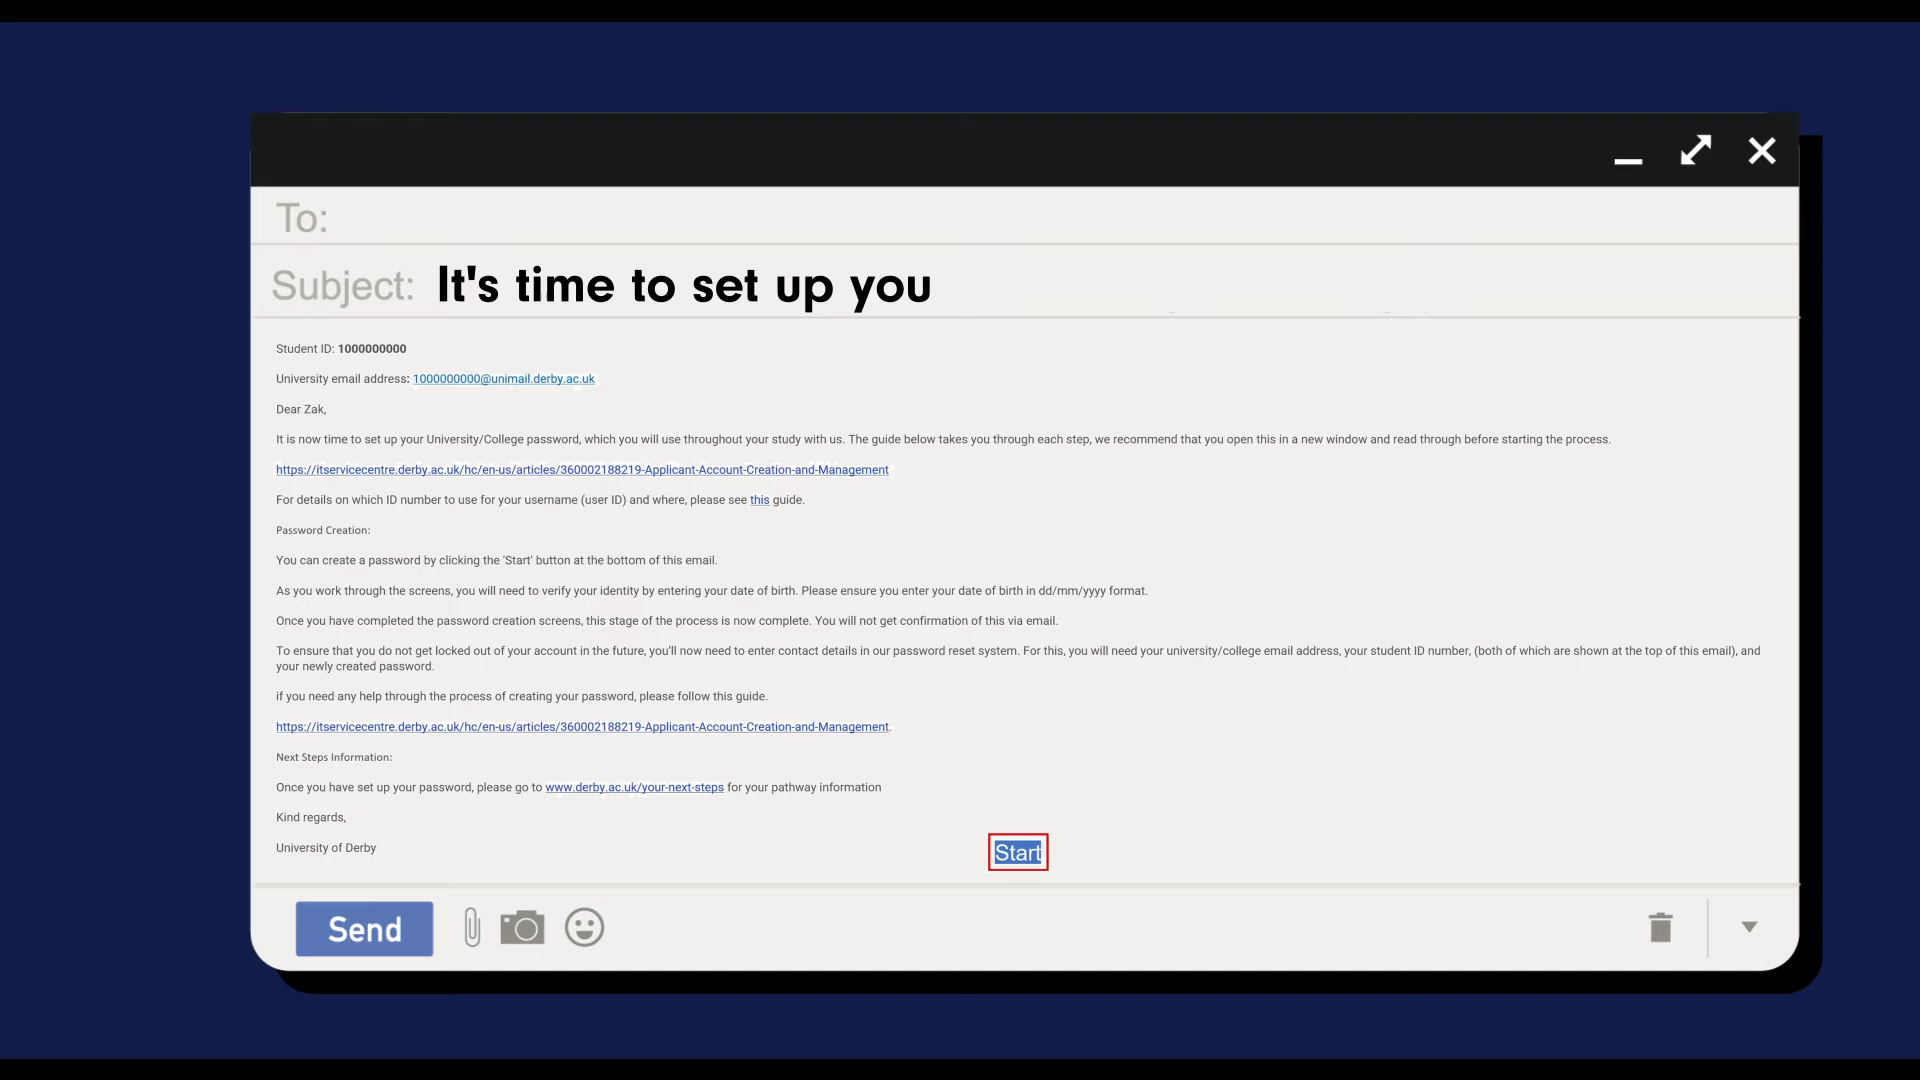 To:
Subject: It's time to set up you
Student ID: 1000000000
University email address: 1000000000@unimail.derby.ac.uk
Dear Zak,
It is now time to set up your University/College password, which you will use throughout your study with us. The guide below takes you through each step, we recommend that you open this in a new window and read through before starting the process.
https://itservicecentre.derby.ac.uk/hc/en-us/articles/360002188219-Applicant-Account-Creation-and-Management
For details on which ID number to use for your username (user ID) and where, please see this guide.
Password Creation:
You can create a password by clicking the 'Start' button at the bottom of this email.
As you work through the screens, you will need to verify your identity by entering your date of birth. Please ensure you enter your date of birth in dd/mm/yyyy format.
Once you have completed the password creation screens, this stage of the process is now complete. You will not get confirmation of this via email.
To ensure that you do not get locked out of your account in the future, you'll now need to enter contact details in our password reset system. For this, you will need your university/college email address, your student ID number, (both of which are shown at the top of this email), and
your newly created password.
if you need any help through the process of creating your password, please follow this guide.
https://itservicecentre.derby.ac.uk/hc/en-us/articles/360002188219-Applicant-Account-Creation-and-Management.
Next Steps Information:
Once you have set up your password, please go to www.derby.ac.uk/your-next-steps for your pathway information
Kind regards,
University of Derby
Start
Send